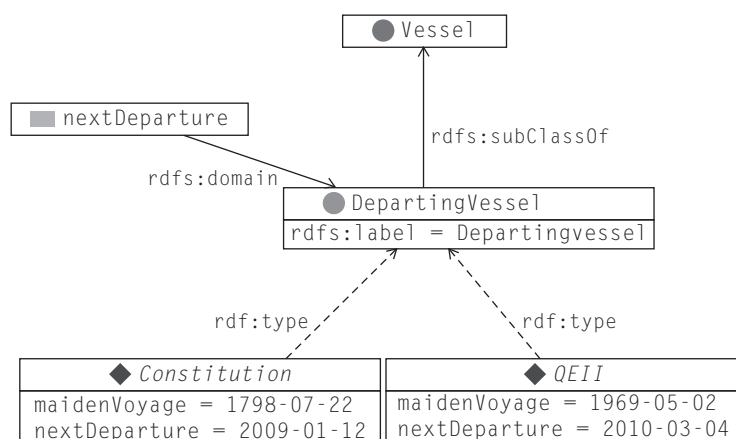 Vessel
nextDeparture
rdfs:subClassOf
rdfs:domain
DepartingVessel
rdfs:label = Departingvessel
rdf:type
rdf:type
Constitution
maidenVoyage = 1798-07-22
nextDeparture = 2009-01-12
QEII
maidenVoyage = 1969-05-02
nextDeparture = 2010-03-04